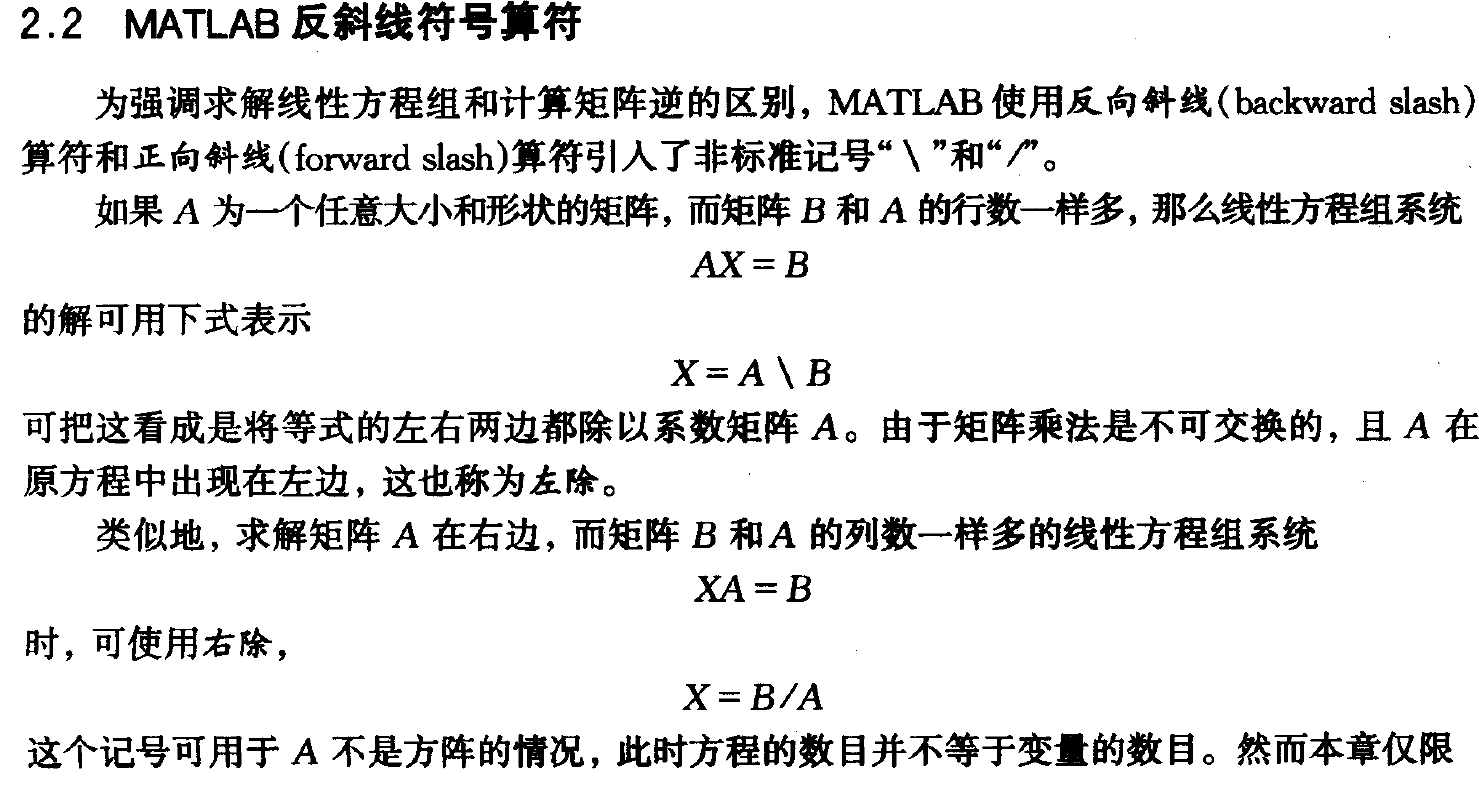 2.2 MATLAB 反斜线符号算符
为强调求解线性方程组和计算矩阵逆的区别，MATLAB 使用反向斜线(backward slash)
算符和正向斜线(forward slash)算符引入了非标准记号“\”和“/”。
如果 A 为一个任意大小和形状的矩阵，而矩阵 B 和 A 的行数一样多，那么线性方程组系统
AX = B
的解可用下式表示
X = A \ B
可把这看成是将等式的左右两边都除以系数矩阵 A。由于矩阵乘法是不可交换的，且 A 在
原方程中出现在左边，这也称为左除。
类似地，求解矩阵 A 在右边，而矩阵 B 和 A 的列数一样多的线性方程组系统
XA = B
时，可使用右除，
X = B/A
这个记号可用于 A 不是方阵的情况，此时方程的数目并不等于变量的数目。然而本章仅限